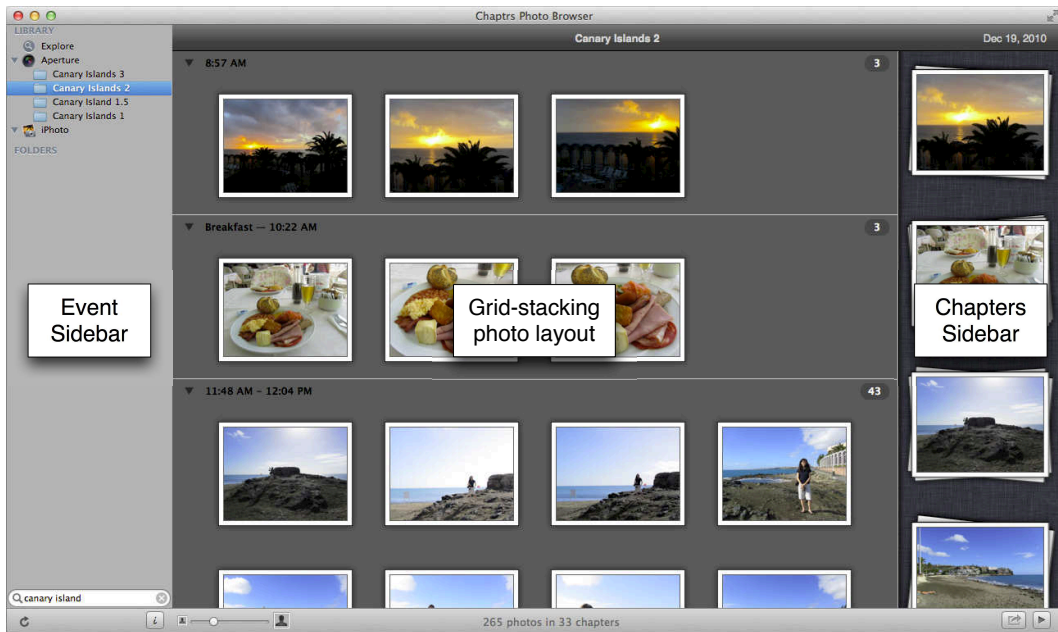 Chaptrs Photo Browser
LIBRARY
Explore
Aperture
Canary Islands 3
Canary Islands 2
Canary Island 1.5
Canary Islands 1
iPhoto
FOLDERS
Event
Sidebar
canary island
Canary Islands 2
Dec 19, 2010
8:57 AM
3
Breakfast — 10:22 AM
3
Grid-stacking
photo layout
11:48 AM – 12:04 PM
43
Chapters
Sidebar
i
265 photos in 33 chapters